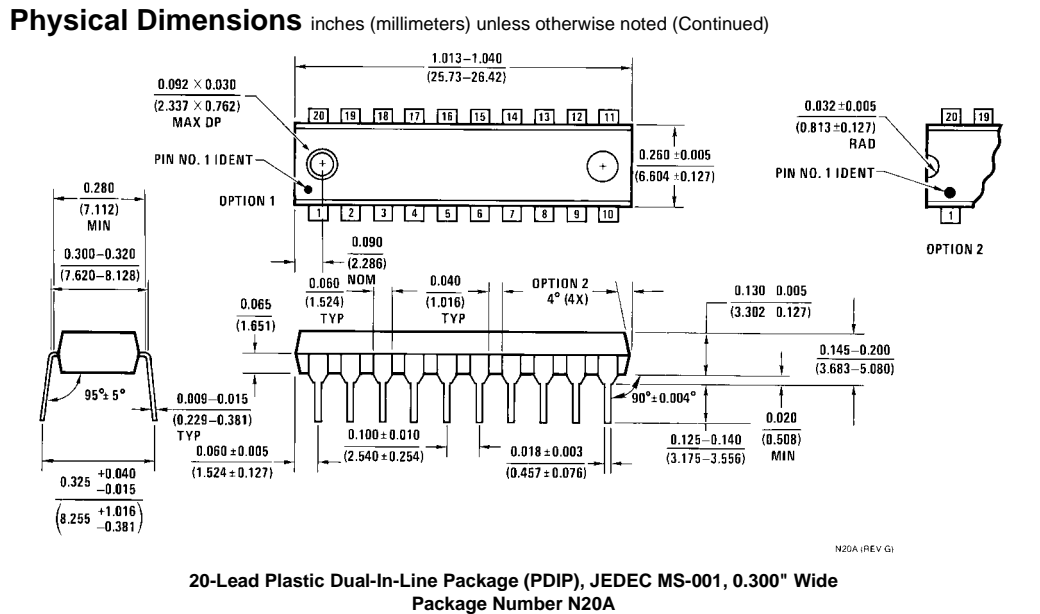 Physical Dimensions inches (millimeters) unless otherwise noted (Continued)
1.013–1.040
(25.73–26.42)
0.092 × 0.030
(2.337 × 0.762)
MAX DP
20 19 18 17 16 15 14 13 12 11
PIN NO. 1 IDENT
OPTION 1
1 2 3 4 5 6 7 8 9 10
0.260 ±0.005
(6.604 ±0.127)
0.032 ±0.005
(0.813 ±0.127)
RAD
20 19
PIN NO. 1 IDENT
1
OPTION 2
0.280
(7.112)
MIN
0.300–0.320
(7.620–8.128)
0.090
(2.286)
NOM
0.060
(1.524)
TYP
0.040
(1.016)
TYP
OPTION 2
4° (4X)
0.130 0.005
(3.302 0.127)
0.065
(1.651)
0.145–0.200
(3.683–5.080)
95°± 5°
0.009–0.015
(0.229–0.381)
TYP
90°±0.004°
0.020
(0.508)
MIN
0.125–0.140
(3.175–3.556)
0.100 ±0.010
(2.540 ±0.254)
0.018 ±0.003
(0.457 ±0.076)
0.060 ±0.005
(1.524 ±0.127)
0.325 +0.040
–0.015
(8.255 +1.016
–0.381)
N20A (REV G)
20-Lead Plastic Dual-In-Line Package (PDIP), JEDEC MS-001, 0.300" Wide
Package Number N20A